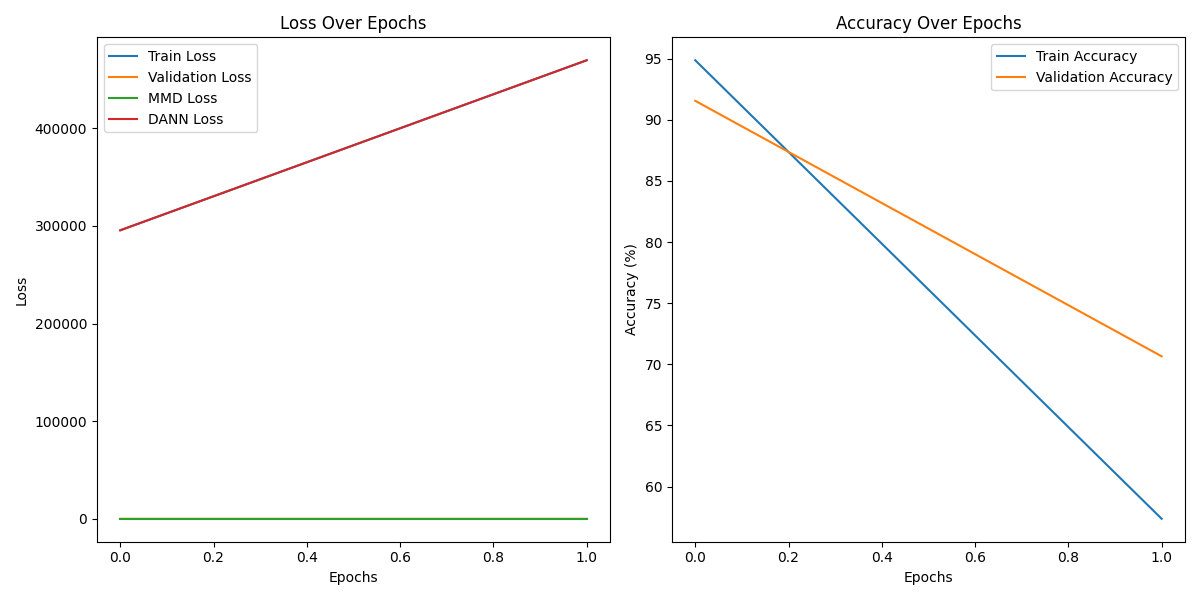 Loss Over Epochs
Train Loss
Validation Loss
MMD Loss
DANN Loss
400000
300000
200000
100000
0
Loss
0.0 0.2 0.4 0.6 0.8 1.0
Epochs
Accuracy Over Epochs
Train Accuracy
Validation Accuracy
95
90
85
80
75
70
65
60
Accuracy (%)
0.0 0.2 0.4 0.6 0.8 1.0
Epochs